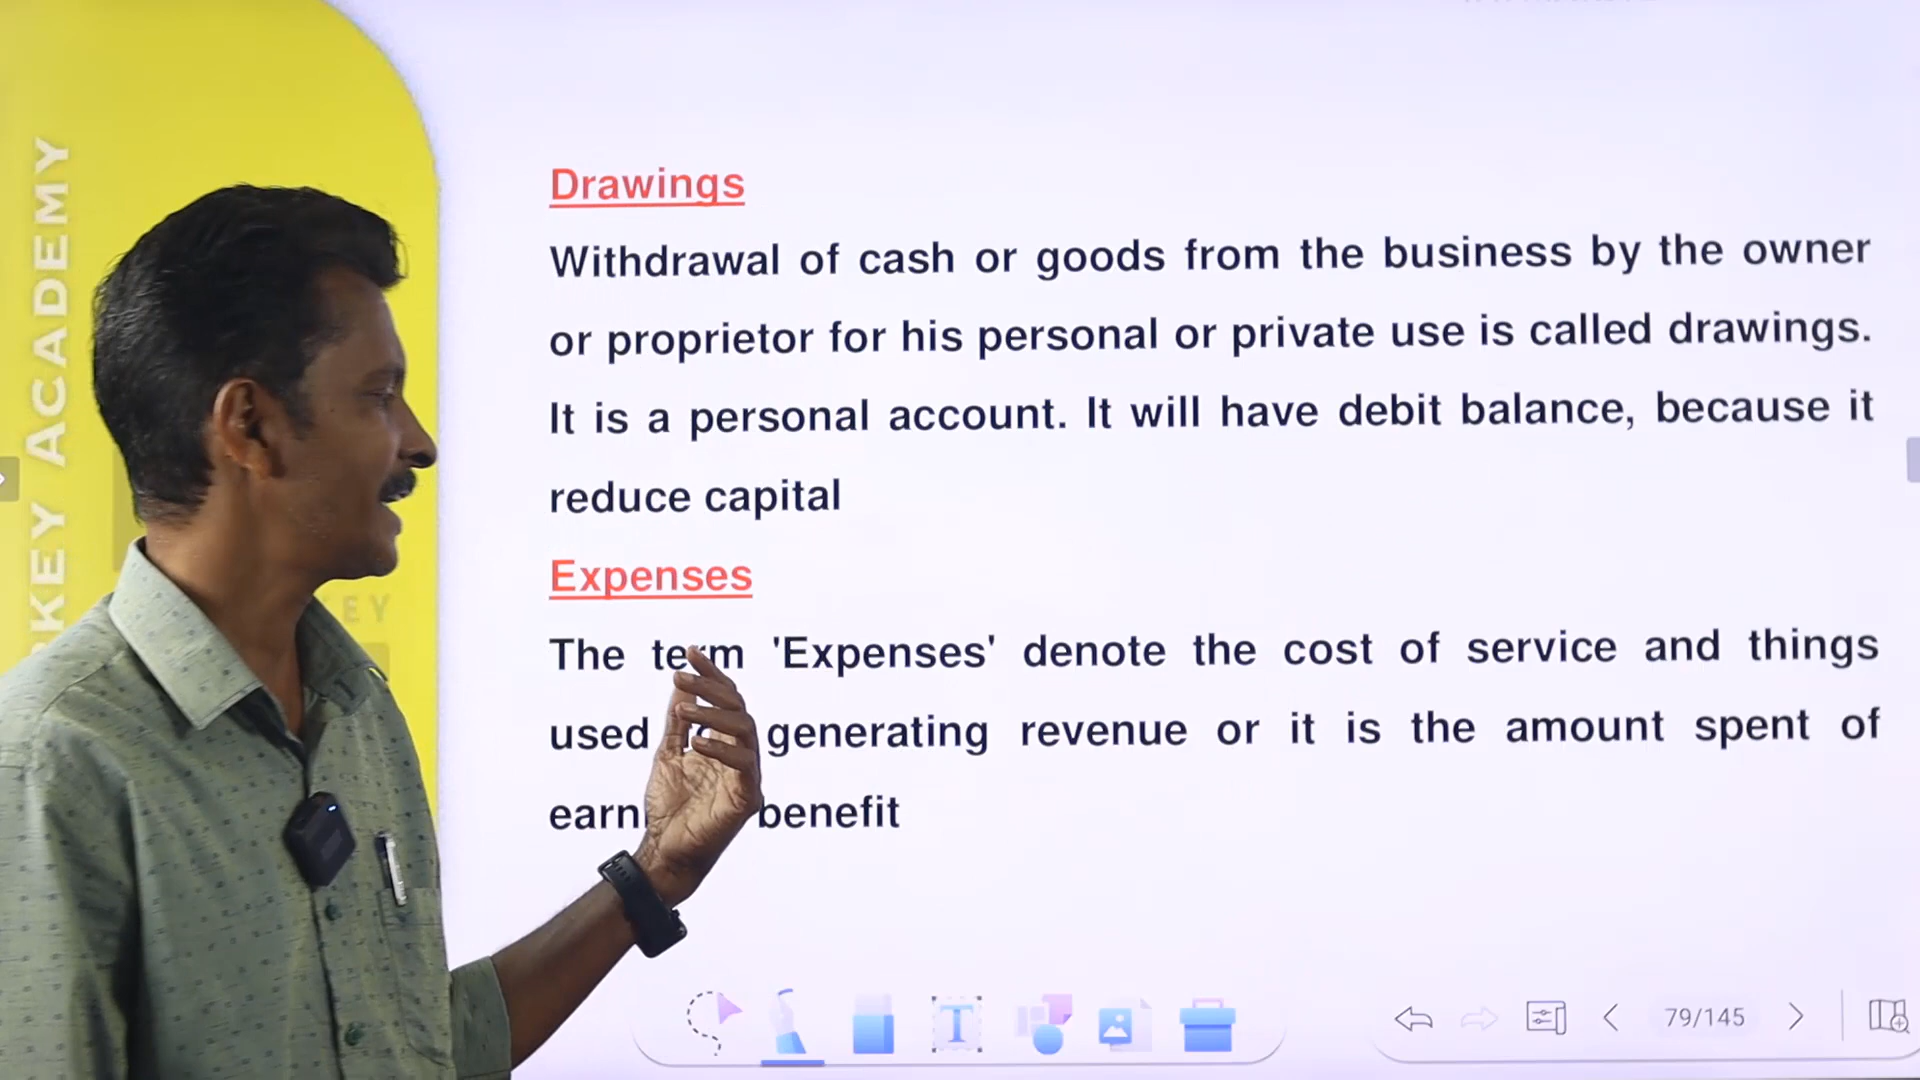 ACADEMY
Drawings
Withdrawal of cash or goods from the business by the owner
or proprietor for his personal or private use is called drawings.
It is a personal account. It will have debit balance, because it
reduce capital
Expenses
The term 'Expenses' denote the cost of service and things
used generating revenue or it is the amount spent of
benefit
T
79/145